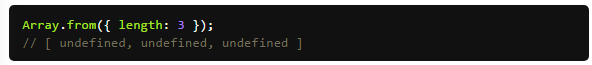 Array.from({ length: 3 });
// [ undefined, undefined, undefined ]